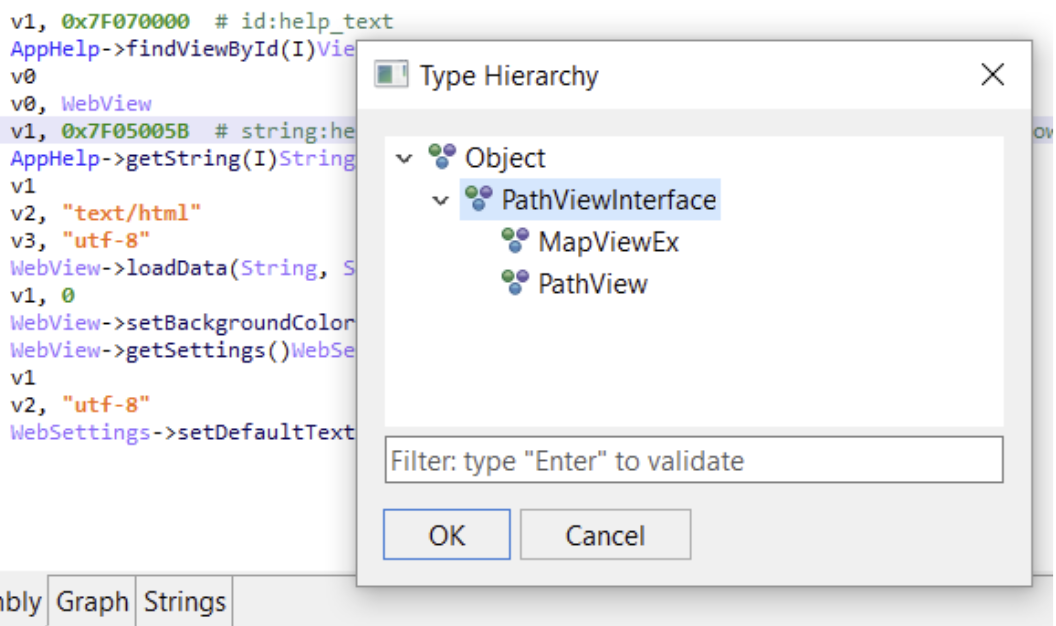 v1, 0x7F070000 # id:help_text
AppHelp->findViewById(I)Vie
v0
v0, WebView
v1, 0x7F05005B # string:he
AppHelp->getString(I)String
v1
v2, "text/html"
v3, "utf-8"
WebView->loadData(String, S
v1, 0
WebView->setBackgroundColor
WebView->getSettings()WebSe
v1
v2, "utf-8"
WebSettings->setDefaultText
Type Hierarchy
Object
PathViewInterface
MapViewEx
PathView
Filter: type "Enter" to validate
OK Cancel
mbly Graph Strings